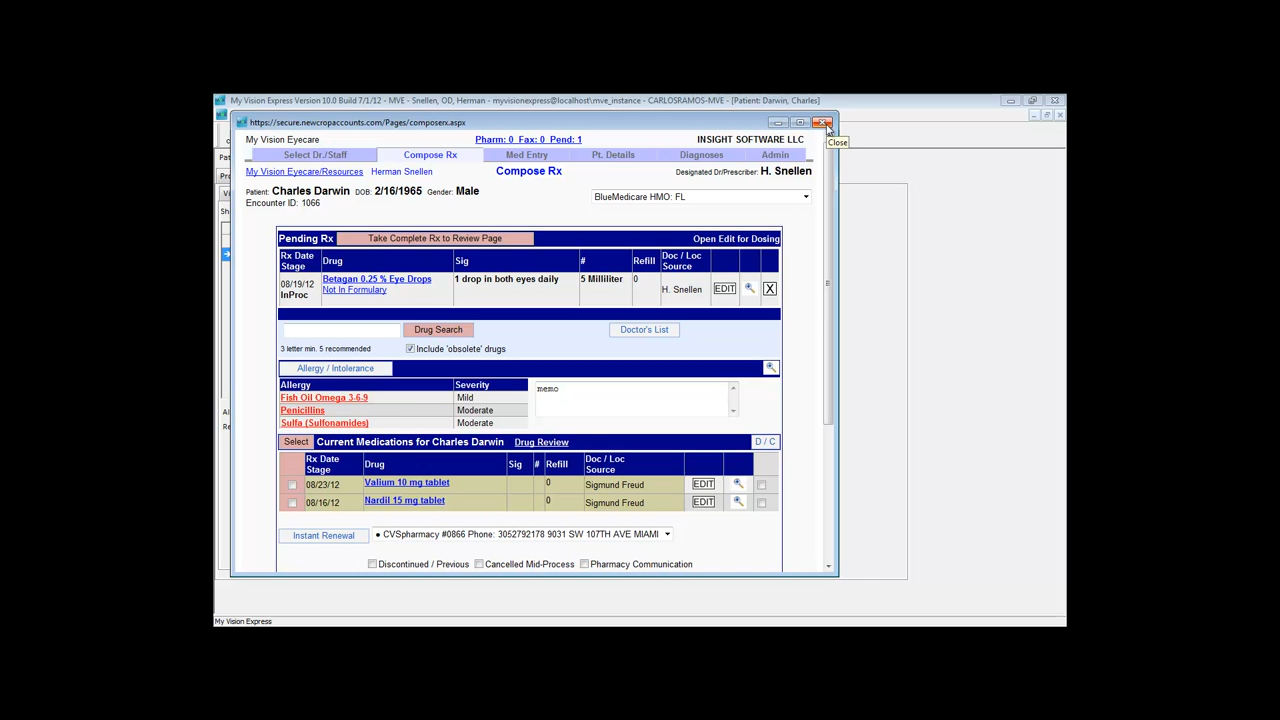 My Vision Express Version 10.0 Build 7/1/12 - MVE - Snellen, OD, Herman - myvisionexpress@localhost\mve_instance - CARLOSRAMOS-MVE - [Patient: Darwin, Charles]
https://secure.newcropaccounts.com/Pages/composerx.aspx
Close
My Vision Eyecare Pharm: 0 Fax: 0 Pend: 1 INSIGHT SOFTWARE LLC
Select Dr./Staff Compose Rx Med Entry Pt. Details Diagnoses Admin
My Vision Eyecare/Resources Herman Snellen Compose Rx Designated Dr/Prescriber: H. Snellen
Patient: Charles Darwin DOB: 2/16/1965 Gender: Male BlueMedicare HMO: FL
Encounter ID: 1066
Pending Rx Take Complete Rx to Review Page Open Edit for Dosing
Rx Date Stage Drug Sig # Refill Doc / Loc Source
08/19/12 InProc Betagan 0.25 % Eye Drops Not In Formulary 1 drop in both eyes daily 5 Milliliter 0 H. Snellen EDIT X
Drug Search Doctor's List
3 letter min. 5 recommended Include 'obsolete' drugs
Allergy / Intolerance
Allergy Severity memo
Fish Oil Omega 3-6-9 Mild
Penicillins Moderate
Sulfa (Sulfonamides) Moderate
Select Current Medications for Charles Darwin Drug Review D / C
Rx Date Stage Drug Sig # Refill Doc / Loc Source
08/23/12 Valium 10 mg tablet 0 Sigmund Freud EDIT
08/16/12 Nardil 15 mg tablet 0 Sigmund Freud EDIT
Instant Renewal • CVSpharmacy #0866 Phone: 3052792178 9031 SW 107TH AVE MIAMI
Discontinued / Previous Cancelled Mid-Process Pharmacy Communication
My Vision Express